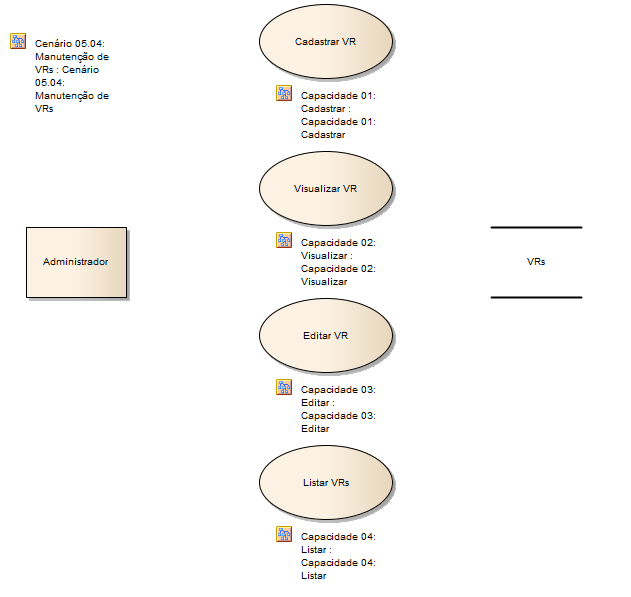 Cenário 05.04:
Manutenção de
VRs : Cenário
05.04:
Manutenção de
VRs
Cadastrar VR
Capacidade 01:
Cadastrar :
Capacidade 01:
Cadastrar
Visualizar VR
Capacidade 02:
Visualizar :
Capacidade 02:
Visualizar
Administrador
VRs
Editar VR
Capacidade 03:
Editar :
Capacidade 03:
Editar
Listar VRs
Capacidade 04:
Listar :
Capacidade 04:
Listar